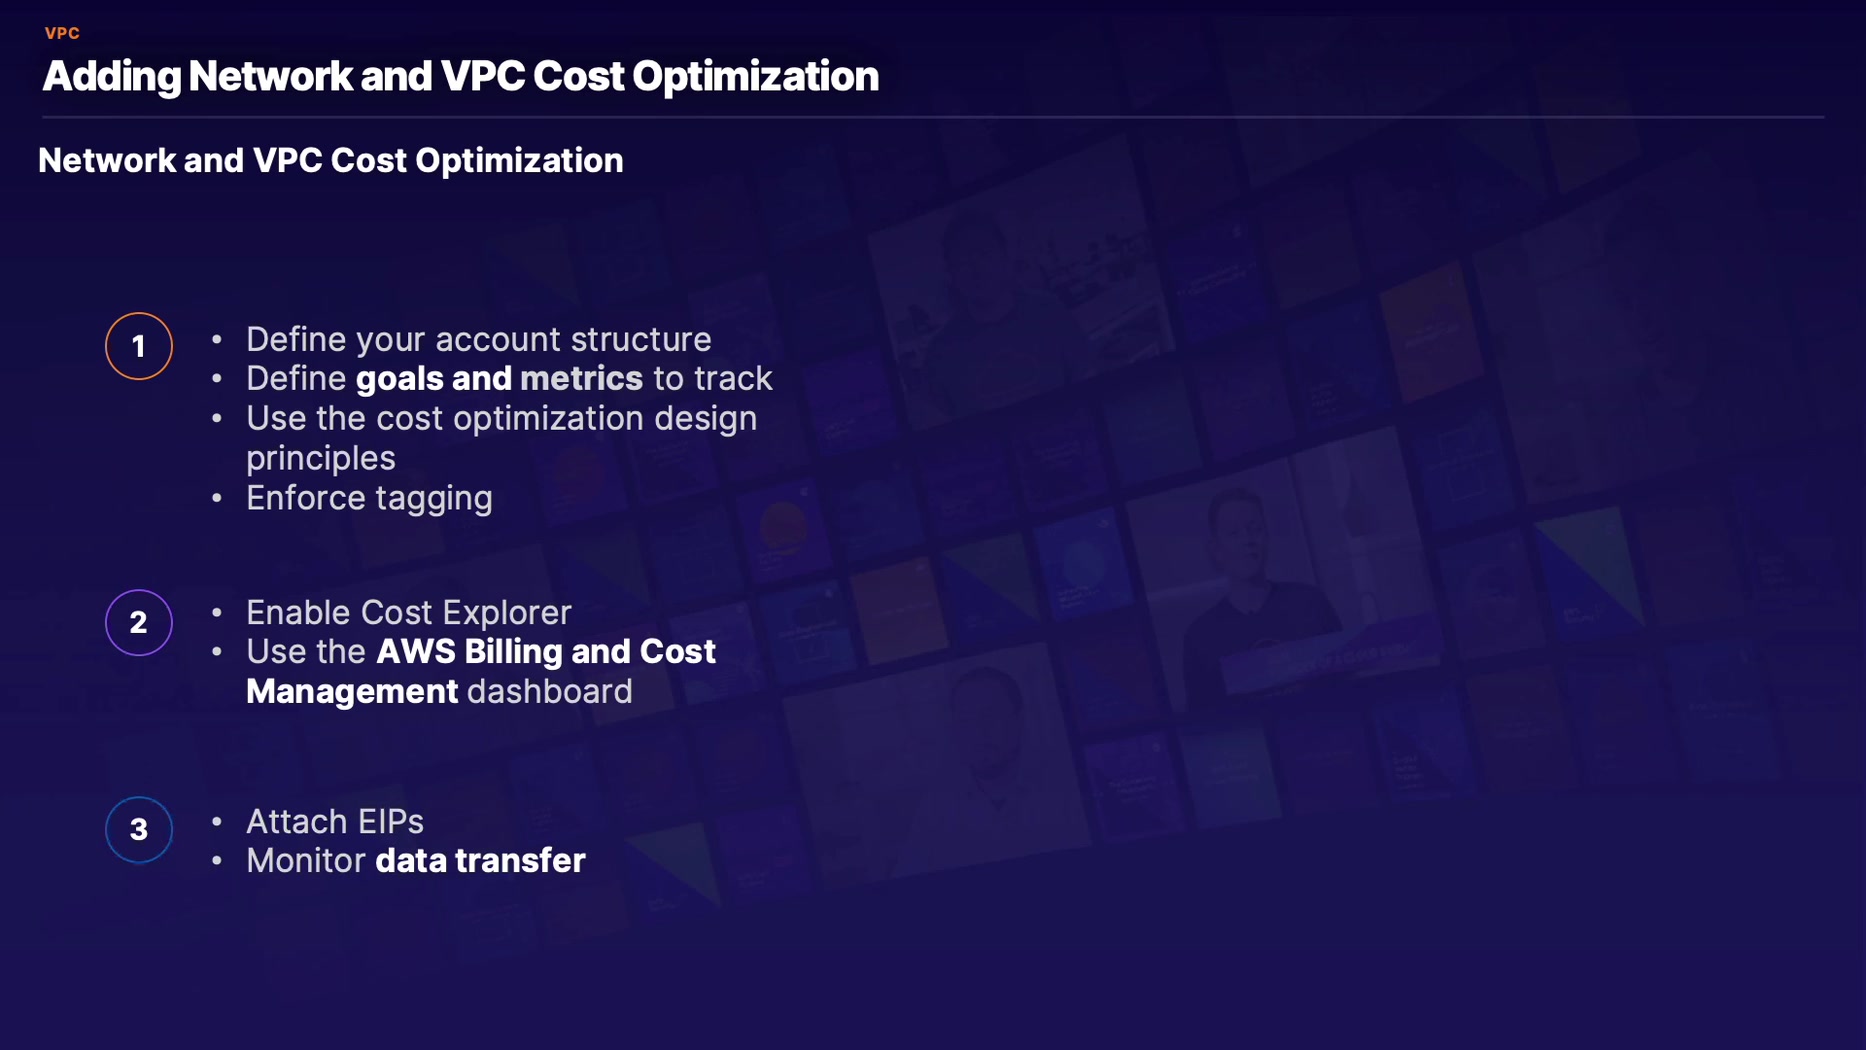 VPC
Adding Network and VPC Cost Optimization
Network and VPC Cost Optimization
1
• Define your account structure
• Define goals and metrics to track
• Use the cost optimization design
principles
• Enforce tagging
2
• Enable Cost Explorer
• Use the AWS Billing and Cost
Management dashboard
3
• Attach EIPs
• Monitor data transfer